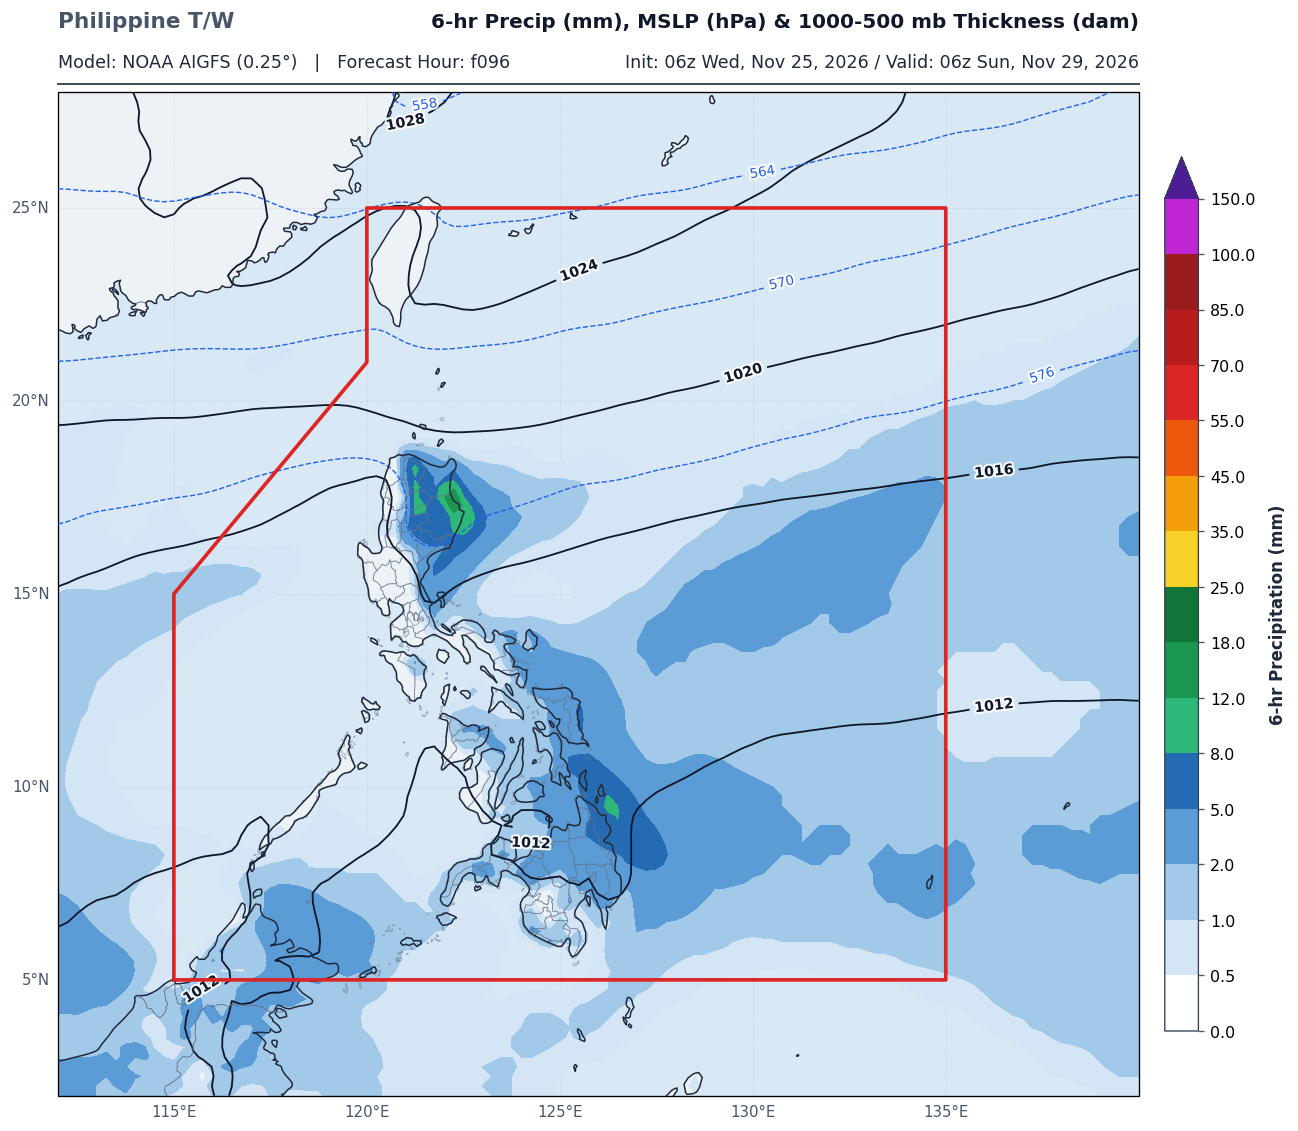 Philippine T/W
6-hr Precip (mm), MSLP (hPa) & 1000-500 mb Thickness (dam)
Model: NOAA AIGFS (0.25°) | Forecast Hour: f096
Init: 06z Wed, Nov 25, 2026 / Valid: 06z Sun, Nov 29, 2026
558
1028
564
25°N
1024
570
1020
576
20°N
1016
15°N
1012
10°N
1012
5°N
1012
115°E
120°E
125°E
130°E
135°E
150.0
100.0
85.0
70.0
55.0
45.0
35.0
25.0
18.0
12.0
8.0
5.0
2.0
1.0
0.5
0.0
6-hr Precipitation (mm)